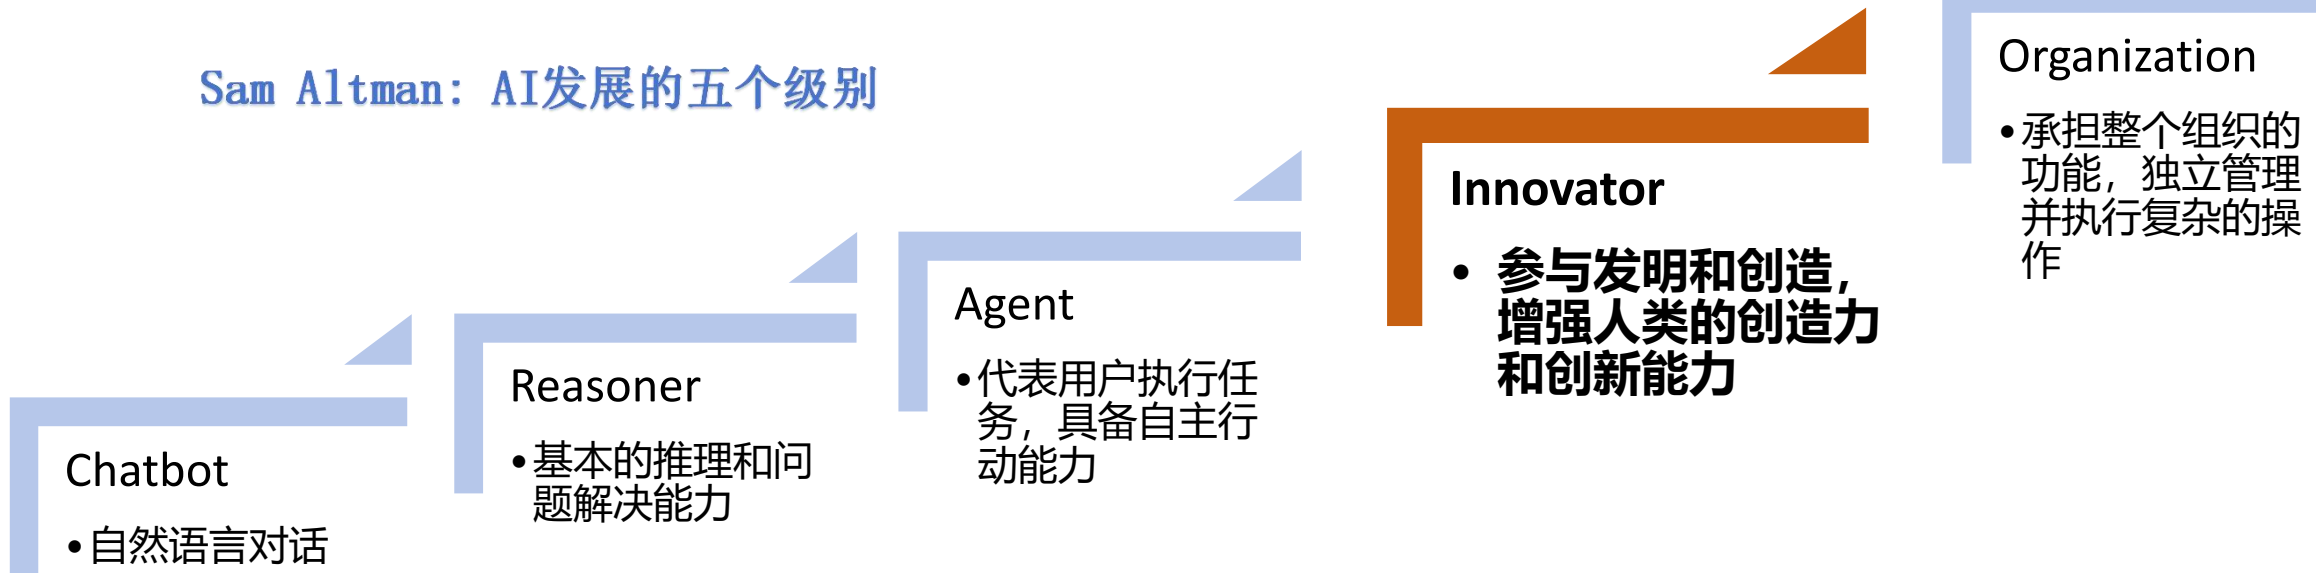 Sam Altman: AI发展的五个级别
Chatbot
•自然语言对话
Reasoner
•基本的推理和问
题解决能力
Agent
•代表用户执行任
务，具备自主行
动能力
Innovator
• 参与发明和创造，
增强人类的创造力
和创新能力
Organization
•承担整个组织的
功能，独立管理
并执行复杂的操
作